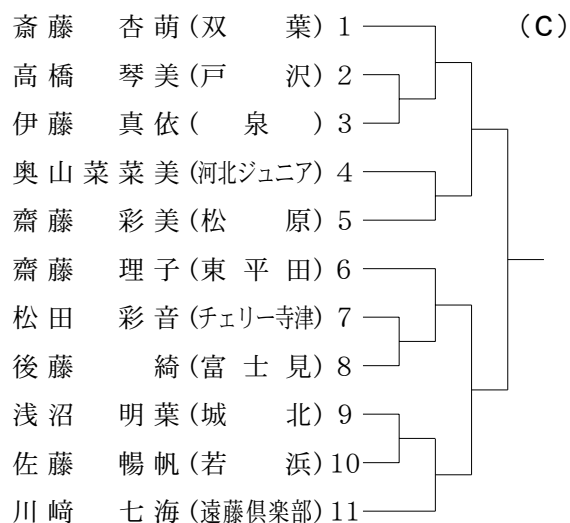 斎藤 杏萌(双 葉) 1 (C)
高橋 琴美(戸 沢) 2
伊藤 真依( 泉 ) 3
奥山菜菜美(河北ジュニア) 4
齋藤 彩美(松 原) 5
齋藤 理子(東平田) 6
松田 彩音(チェリー寺津) 7
後藤 綺(富士見) 8
浅沼 明葉(城 北) 9
佐藤 暢帆(若 浜) 10
川﨑 七海(遠藤倶楽部) 11